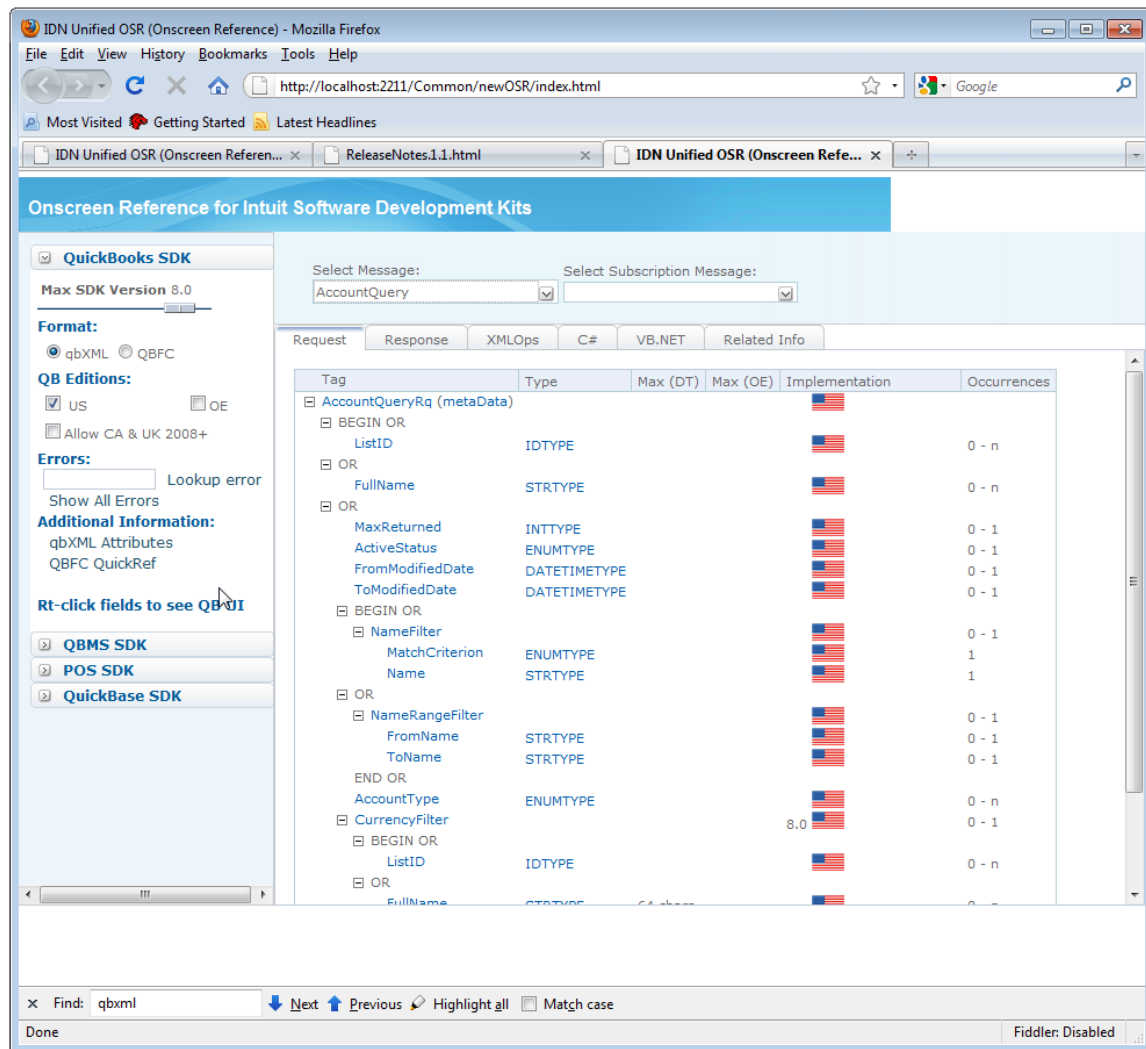 IDN Unified OSR (Onscreen Reference) - Mozilla Firefox
File Edit View History Bookmarks Tools Help
http://localhost:2211/Common/newOSR/index.html
Google
Most Visited Getting Started Latest Headlines
IDN Unified OSR (Onscreen Referen... ReleaseNotes.1.1.html IDN Unified OSR (Onscreen Refe...
Onscreen Reference for Intuit Software Development Kits
QuickBooks SDK
Max SDK Version 8.0
Format:
qbXML QBFC
QB Editions:
US OE
Allow CA & UK 2008+
Errors:
Lookup error
Show All Errors
Additional Information:
qbXML Attributes
QBFC QuickRef
Rt-click fields to see QB UI
QBMS SDK
POS SDK
QuickBase SDK
Select Message: Select Subscription Message:
AccountQuery
Request Response XMLOps C# VB.NET Related Info
Tag Type Max (DT) Max (OE) Implementation Occurrences
AccountQueryRq (metaData)
BEGIN OR
ListID IDTYPE 0 - n
OR
FullName STRTYPE 0 - n
OR
MaxReturned INTTYPE 0 - 1
ActiveStatus ENUMTYPE 0 - 1
FromModifiedDate DATETIMETYPE 0 - 1
ToModifiedDate DATETIMETYPE 0 - 1
BEGIN OR
NameFilter 0 - 1
MatchCriterion ENUMTYPE 1
Name STRTYPE 1
OR
NameRangeFilter 0 - 1
FromName STRTYPE 0 - 1
ToName STRTYPE 0 - 1
END OR
AccountType ENUMTYPE 0 - n
CurrencyFilter 8.0 0 - 1
BEGIN OR
ListID IDTYPE 0 - n
OR
FullName STRTYPE 64 chars 0 - n
Find: qbxml Next Previous Highlight all Match case
Done Fiddler: Disabled